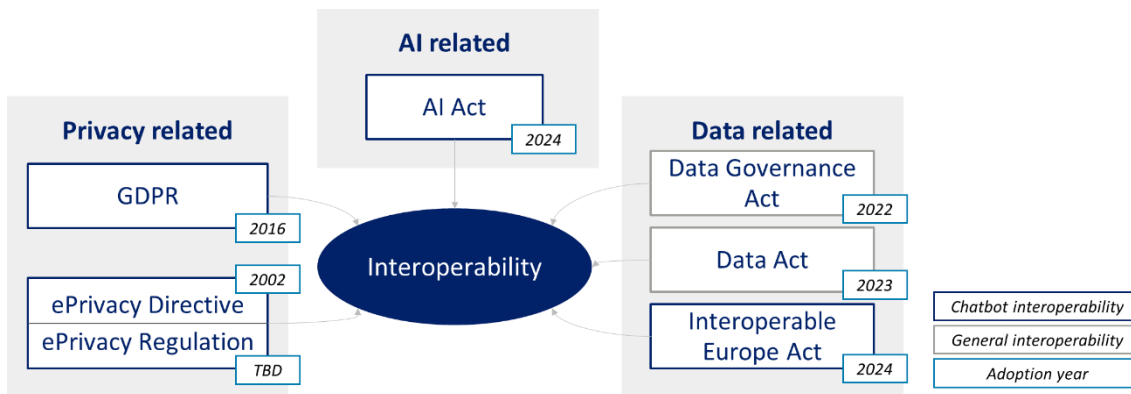 AI related
AI Act
2024
Privacy related
GDPR
2016
2002
ePrivacy Directive
ePrivacy Regulation
TBD
Interoperability
Data related
Data Governance
Act
2022
Data Act
2023
Interoperable
Europe Act
2024
Chatbot interoperability
General interoperability
Adoption year